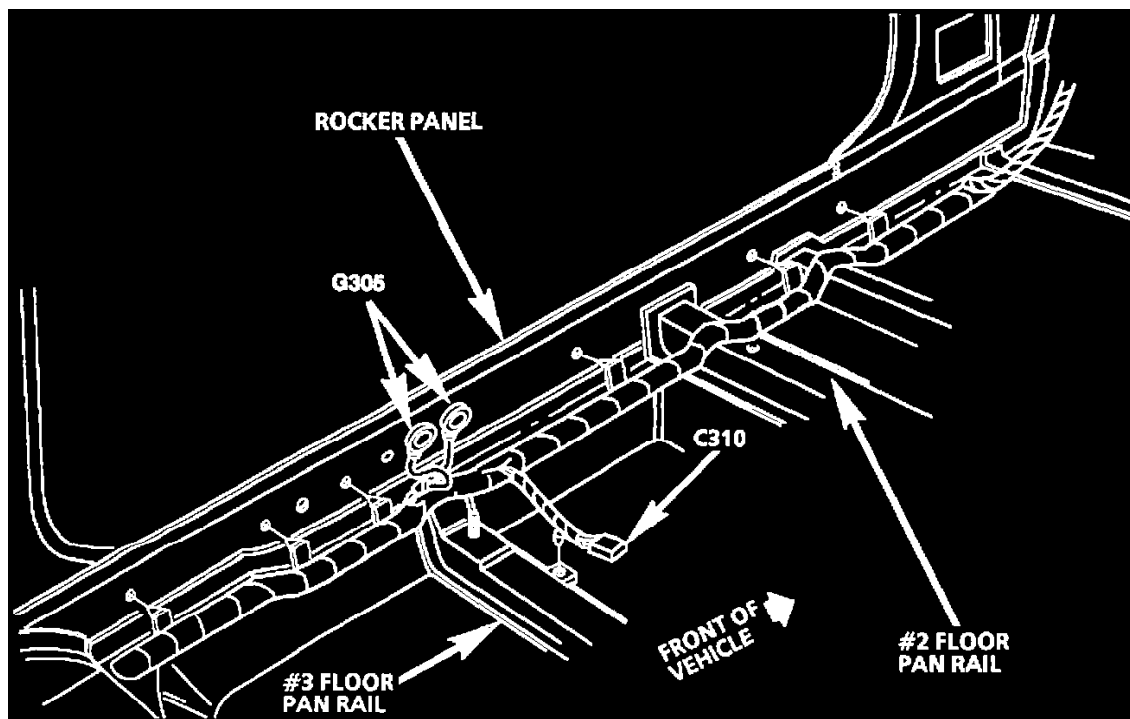 ROCKER PANEL
G305
C310
FRONT OF
VEHICLE
#2 FLOOR
PAN RAIL
#3 FLOOR
PAN RAIL